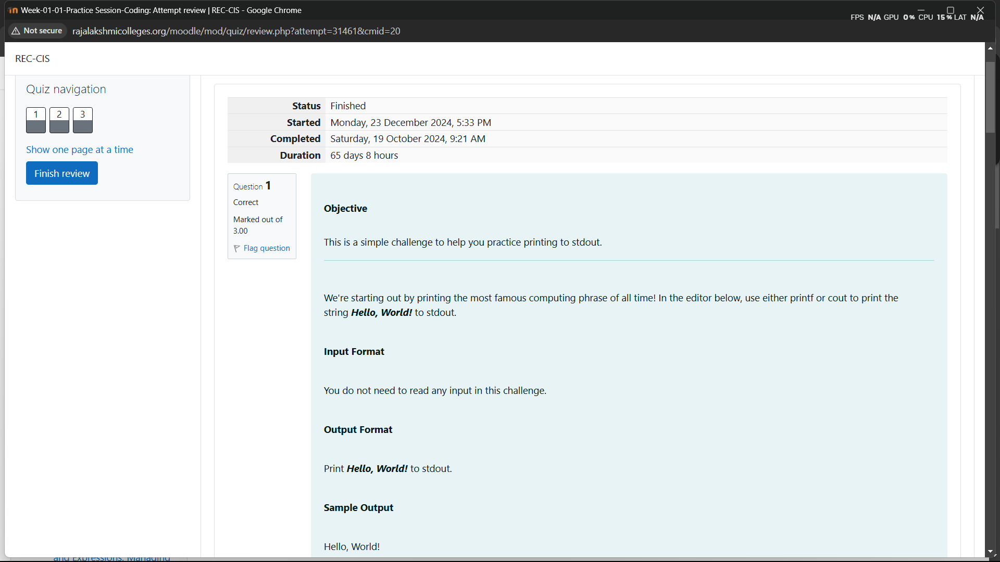 Week-01-01-Practice Session-Coding: Attempt review | REC-CIS - Google Chrome
FPS N/A GPU 0% CPU 15% LAT N/A
Not secure rajalakshmicolleges.org/moodle/mod/quiz/review.php?attempt=31461&cmid=20
REC-CIS
Quiz navigation
1 2 3
Show one page at a time
Finish review
Status Finished
Started Monday, 23 December 2024, 5:33 PM
Completed Saturday, 19 October 2024, 9:21 AM
Duration 65 days 8 hours
Question 1
Correct
Marked out of
3.00
Flag question
Objective
This is a simple challenge to help you practice printing to stdout.
We're starting out by printing the most famous computing phrase of all time! In the editor below, use either printf or cout to print the
string Hello, World! to stdout.
Input Format
You do not need to read any input in this challenge.
Output Format
Print Hello, World! to stdout.
Sample Output
Hello, World!
and Expressions, Managing